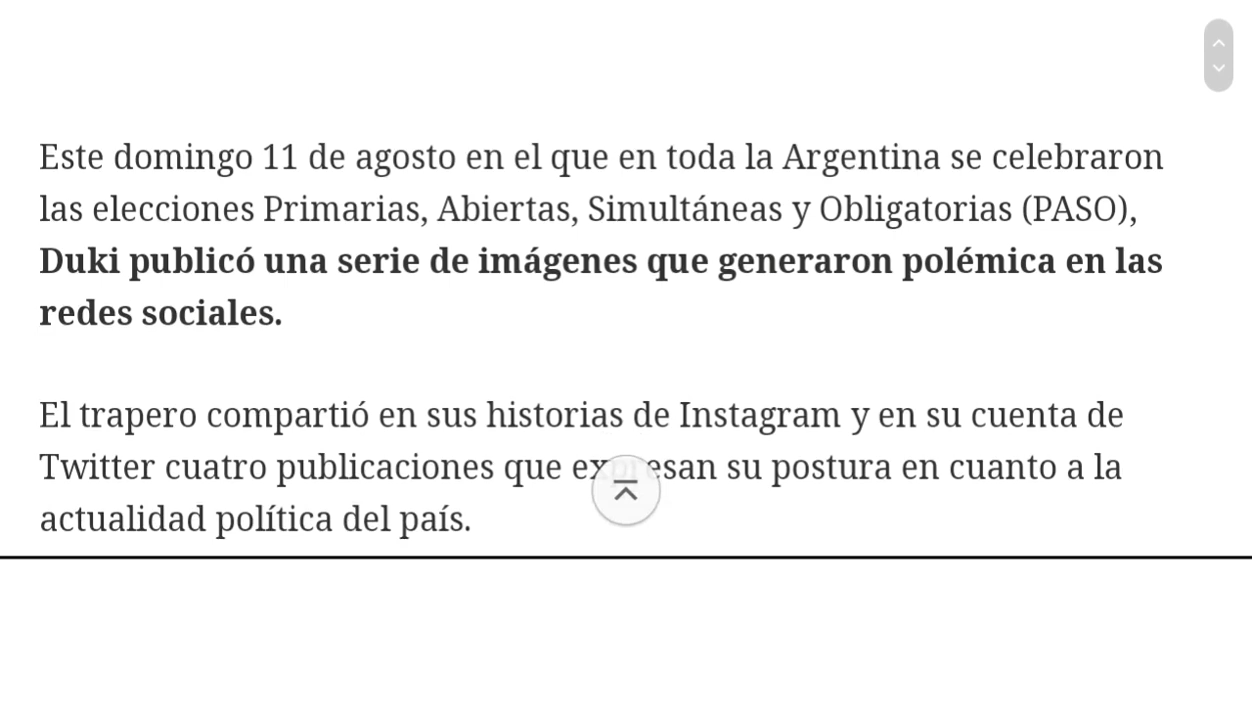 Este domingo 11 de agosto en el que en toda la Argentina se celebraron
las elecciones Primarias, Abiertas, Simultáneas y Obligatorias (PASO),
Duki publicó una serie de imágenes que generaron polémica en las
redes sociales.
El trapero compartió en sus historias de Instagram y en su cuenta de
Twitter cuatro publicaciones que expresan su postura en cuanto a la
actualidad política del país.